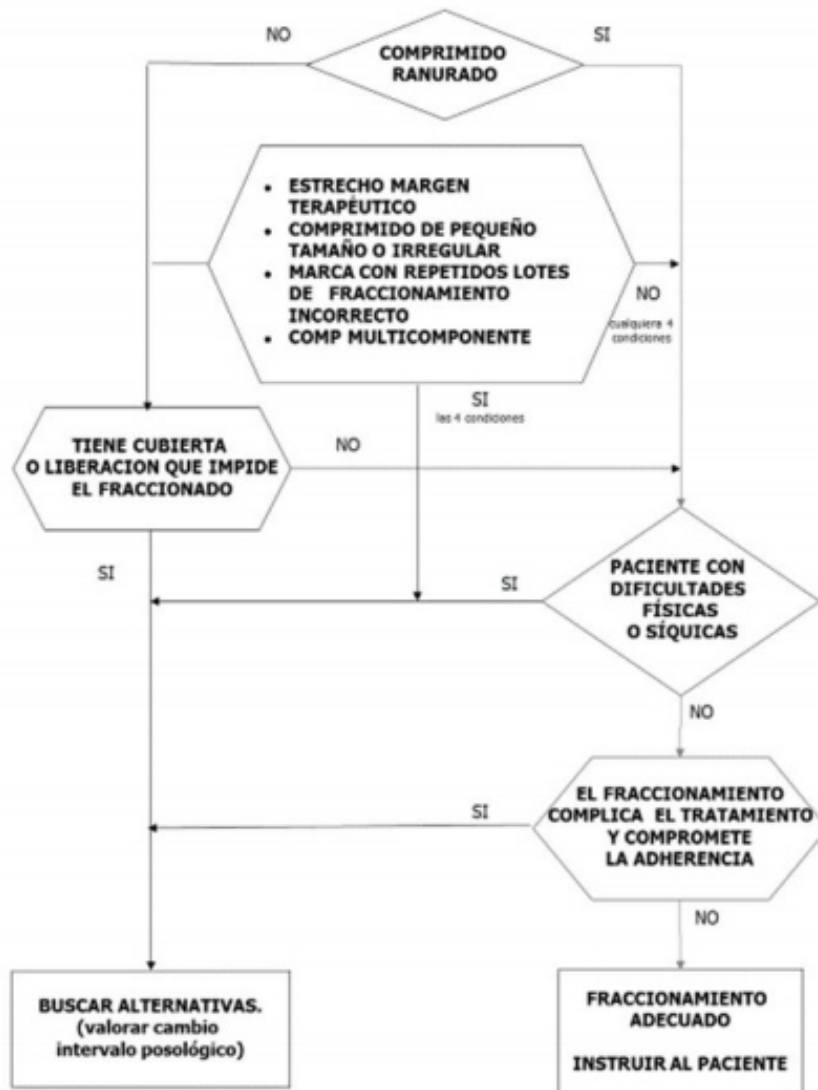 NO
SI
COMPRIMIDO
RANURADO
• ESTRECHO MARGEN
TERAPÉUTICO
• COMPRIMIDO DE PEQUEÑO
TAMAÑO O IRREGULAR
• MARCA CON REPETIDOS LOTES
DE FRACCIONAMIENTO
INCORRECTO
• COMP MULTICOMPONENTE
NO
cualquiera 4
condiciones
SI
las 4 condiciones
TIENE CUBIERTA
O LIBERACION QUE IMPIDE
EL FRACCIONADO
NO
SI
PACIENTE CON
DIFICULTADES
FÍSICAS
O SÍQUICAS
SI
NO
EL FRACCIONAMIENTO
COMPLICA EL TRATAMIENTO
Y COMPROMETE
LA ADHERENCIA
SI
NO
BUSCAR ALTERNATIVAS.
(valorar cambio
intervalo posológico)
FRACCIONAMIENTO
ADECUADO
INSTRUIR AL PACIENTE